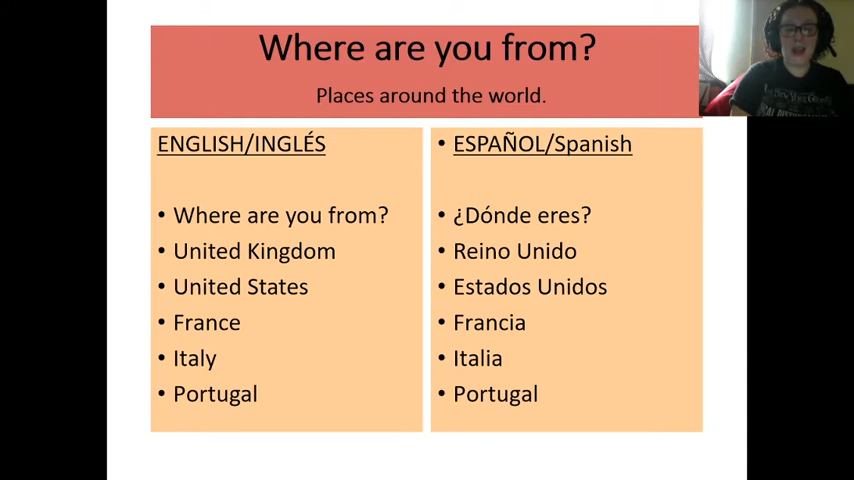 Where are you from?
Places around the world.
ENGLISH/INGLÉS
• Where are you from?
• United Kingdom
• United States
• France
• Italy
• Portugal
• ESPAÑOL/Spanish
• ¿Dónde eres?
• Reino Unido
• Estados Unidos
• Francia
• Italia
• Portugal